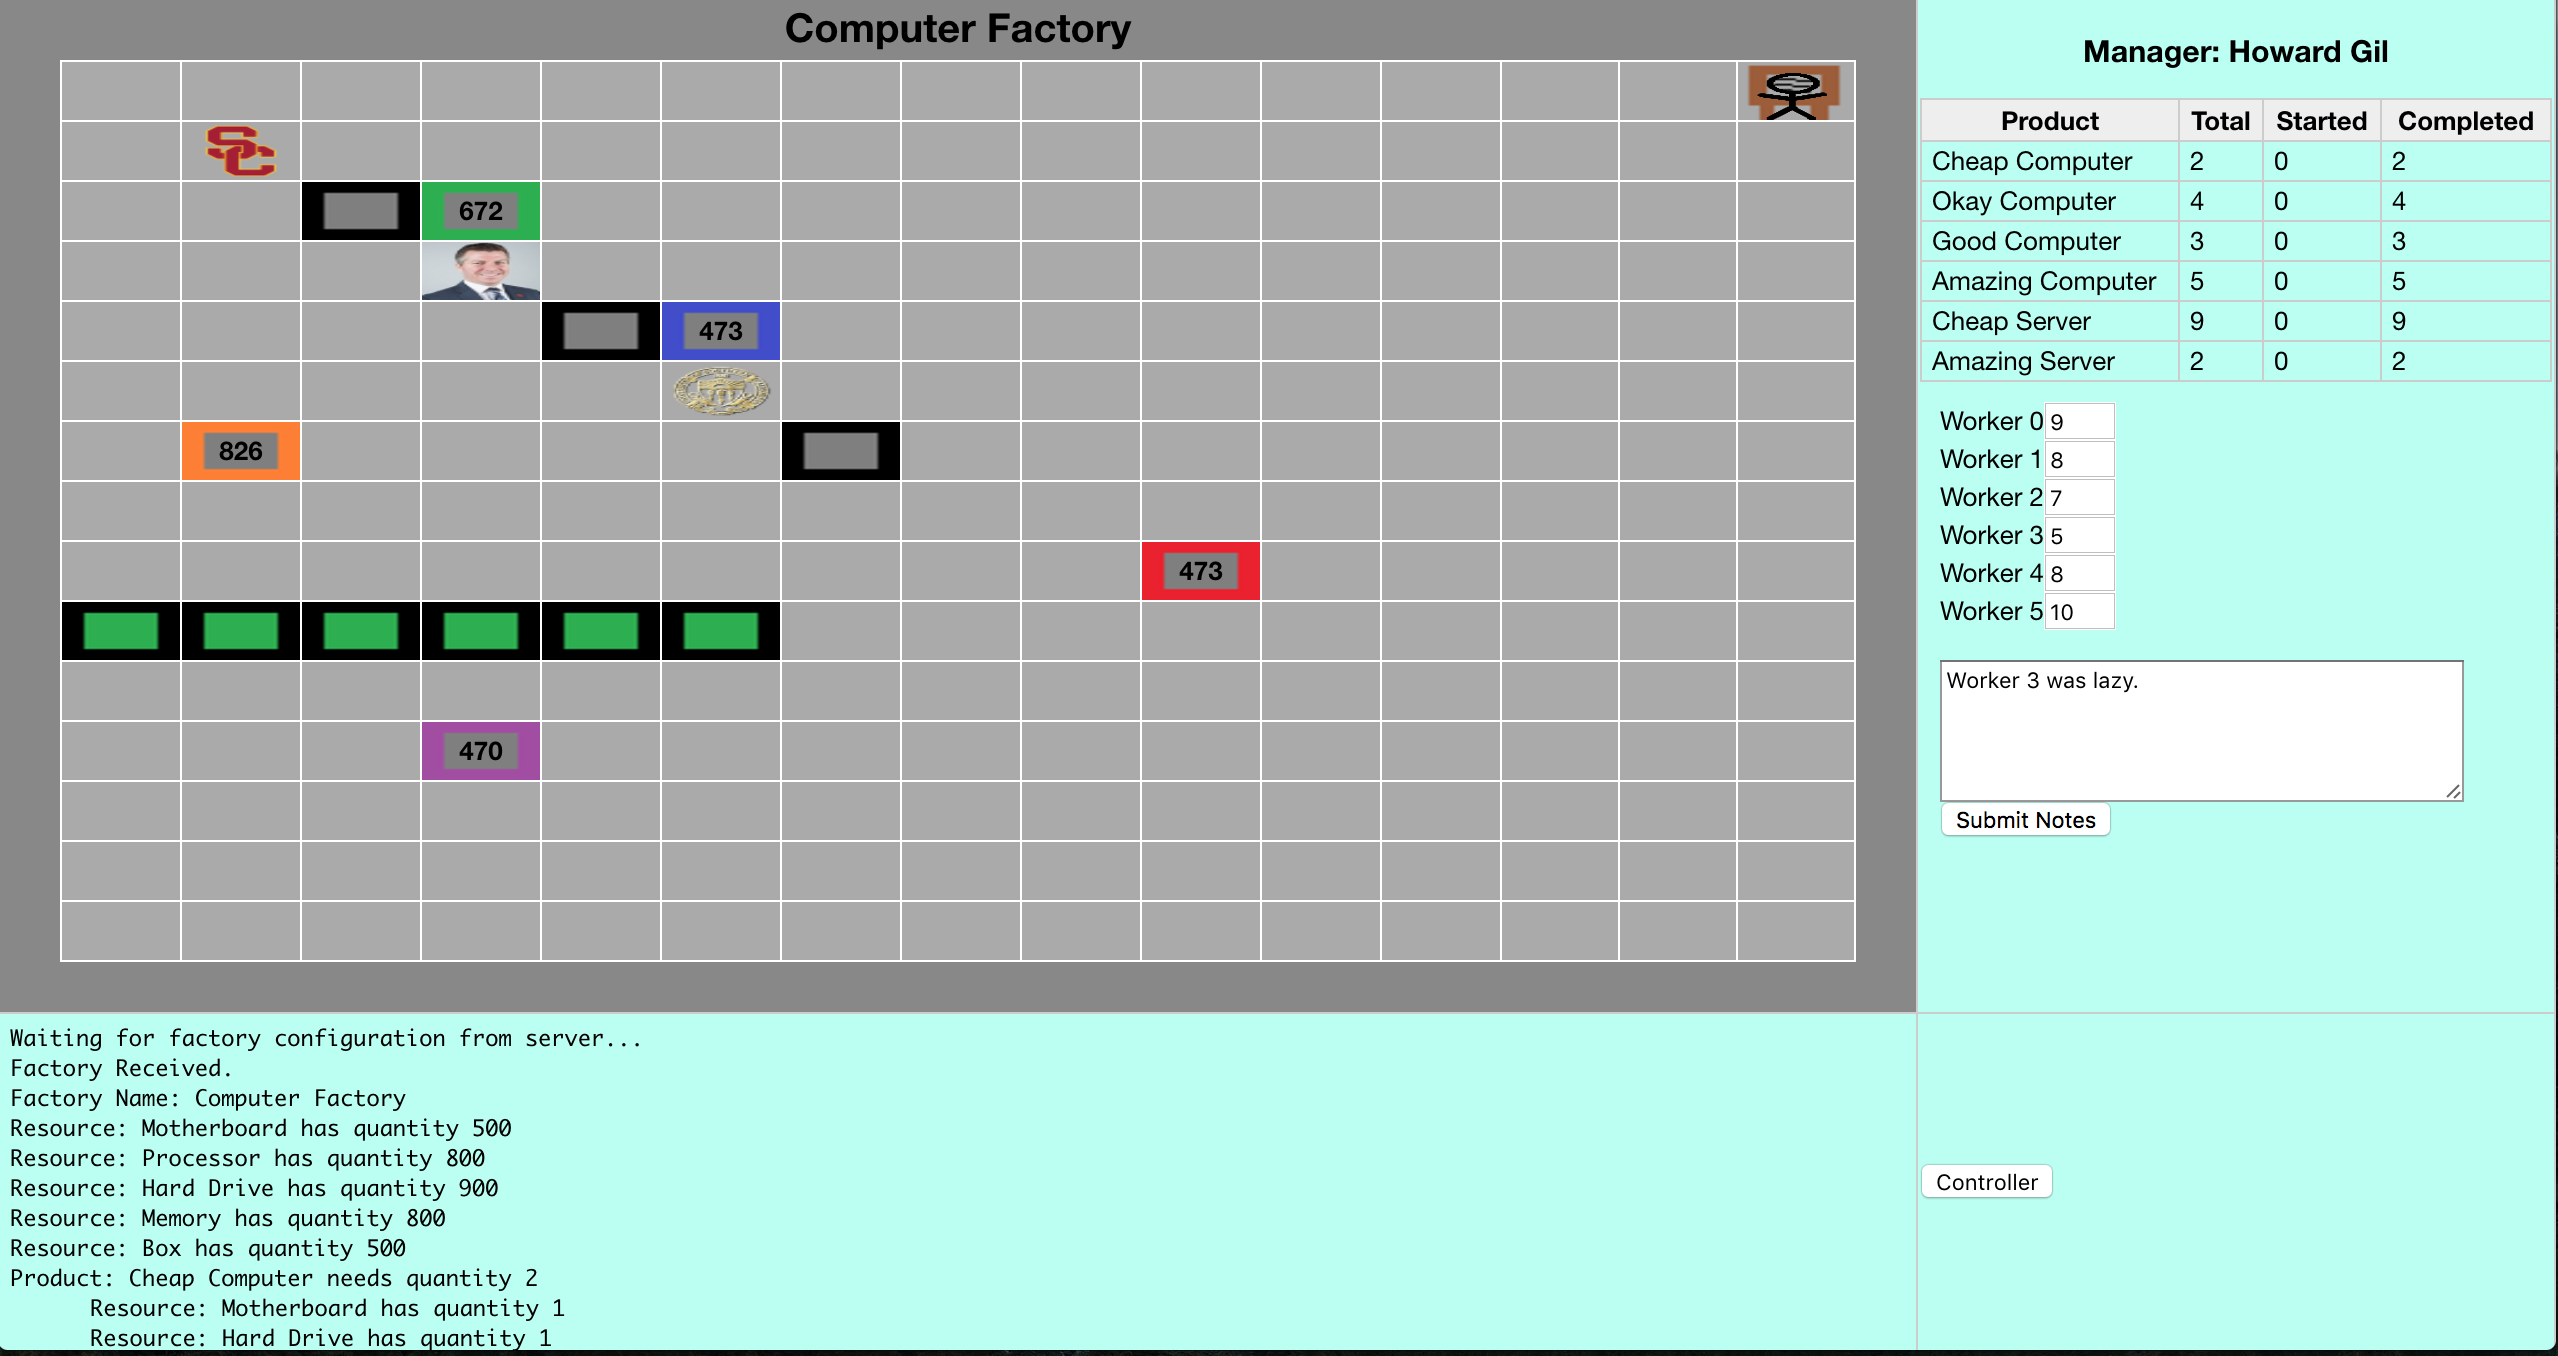 Computer Factory
SC
672
473
826
473
470
Manager: Howard Gil
Product Total Started Completed
Cheap Computer 2 0 2
Okay Computer 4 0 4
Good Computer 3 0 3
Amazing Computer 5 0 5
Cheap Server 9 0 9
Amazing Server 2 0 2
Worker 0 9
Worker 1 8
Worker 2 7
Worker 3 5
Worker 4 8
Worker 5 10
Worker 3 was lazy.
Submit Notes
Waiting for factory configuration from server...
Factory Received.
Factory Name: Computer Factory
Resource: Motherboard has quantity 500
Resource: Processor has quantity 800
Resource: Hard Drive has quantity 900
Resource: Memory has quantity 800
Resource: Box has quantity 500
Product: Cheap Computer needs quantity 2
Resource: Motherboard has quantity 1
Resource: Hard Drive has quantity 1
Controller